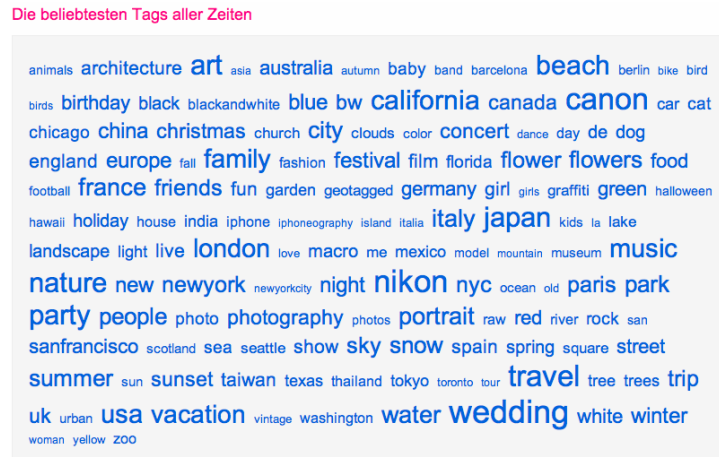 Die beliebtesten Tags aller Zeiten
animals architecture art asia australia autumn baby band barcelona beach berlin bike bird
birds birthday black blackandwhite blue bw california canada canon car cat
chicago china christmas church city clouds color concert dance day de dog
england europe fall family fashion festival film florida flower flowers food
football france friends fun garden geotagged germany girl girls graffiti green halloween
hawaii holiday house india iphone iphoneography island italia italy japan kids la lake
landscape light live london love macro me mexico model mountain museum music
nature new newyork newyorkcity night nikon nyc ocean old paris park
party people photo photography photos portrait raw red river rock san
sanfrancisco scotland sea seattle show sky snow spain spring square street
summer sun sunset taiwan texas thailand tokyo toronto tour travel tree trees trip
uk urban usa vacation vintage washington water wedding white winter
woman yellow zoo